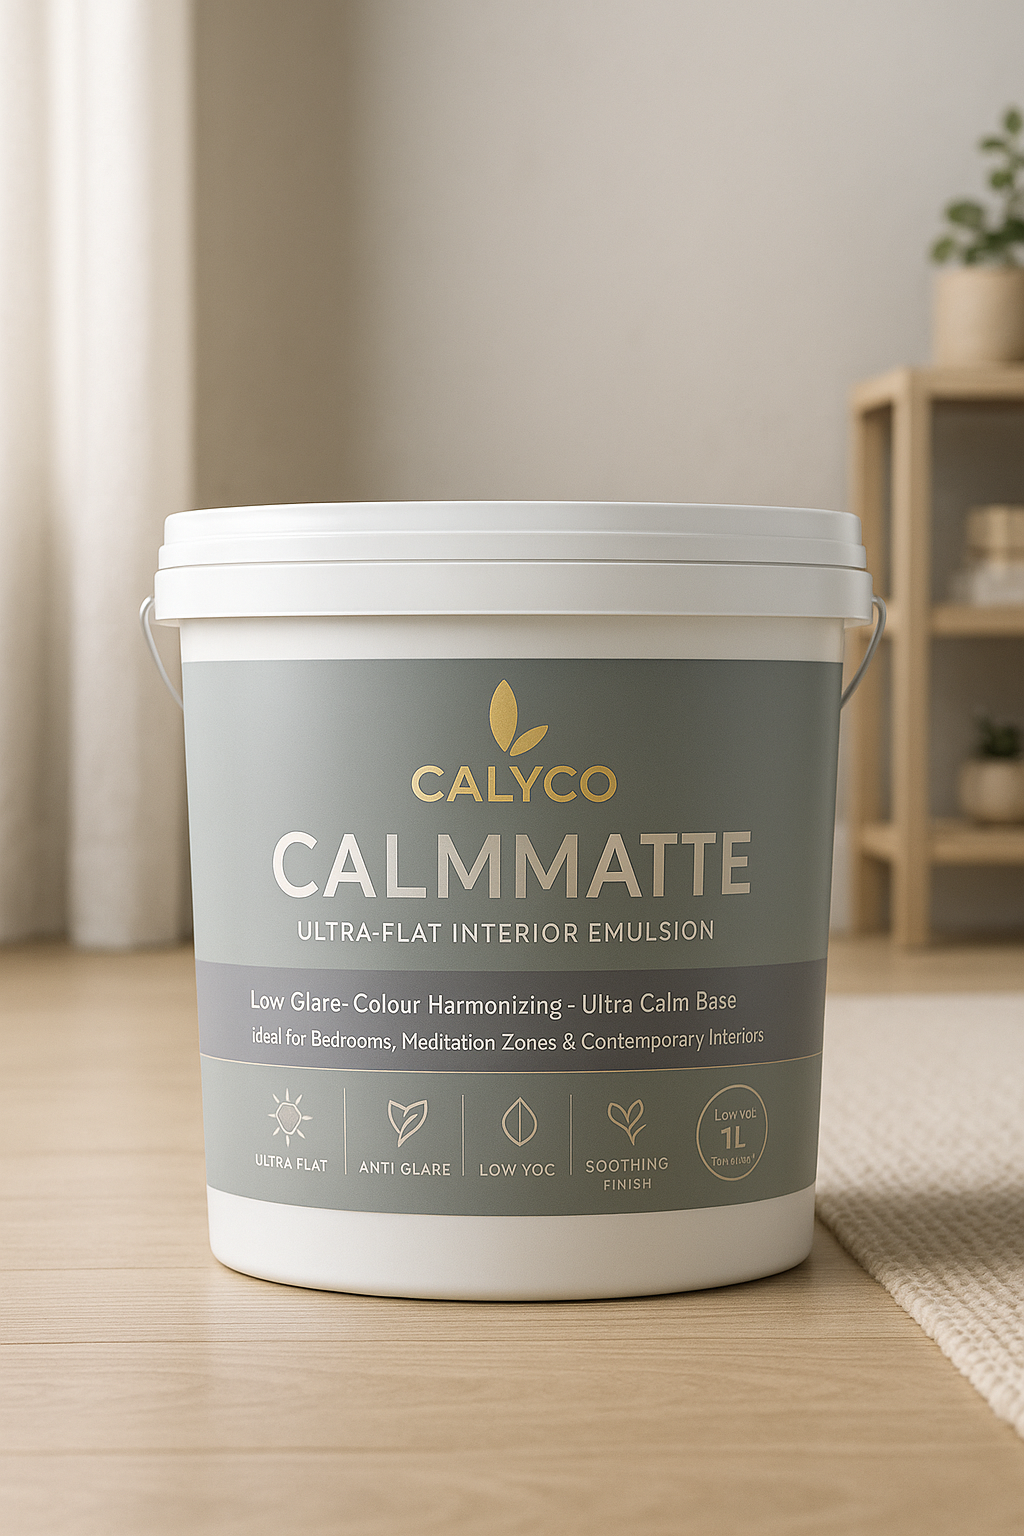 CALYCO
CALMMATTE
ULTRA-FLAT INTERIOR EMULSION
Low Glare- Colour Harmonizing - Ultra Calm Base
ideal for Bedrooms, Meditation Zones & Contemporary Interiors
ULTRA FLAT
ANTI GLARE
LOW YOC
SOOTHING
FINISH
Low voc
1L